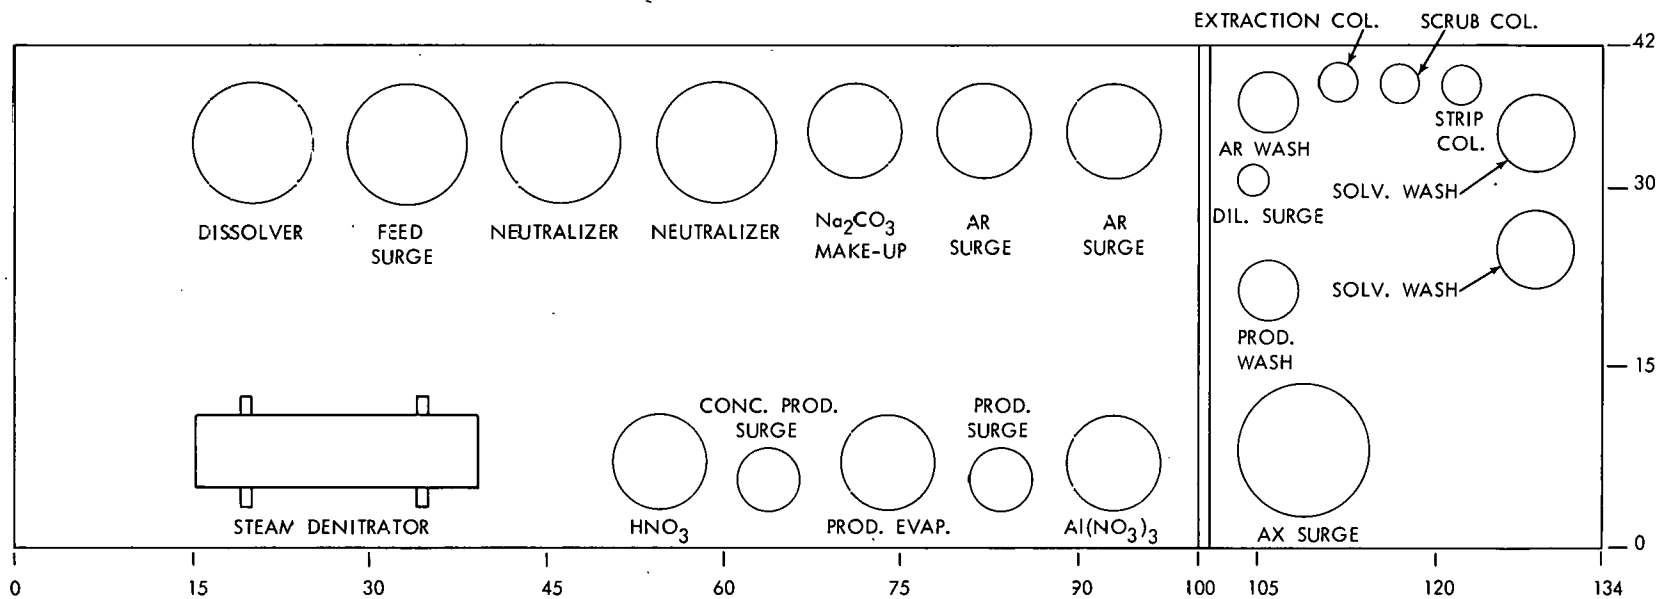 EXTRACTION COL.
SCRUB COL.
42
STRIP
COL.
AR WASH
30
SOLV. WASH
DIL. SURGE
DISSOLVER
FEED
SURGE
NEUTRALIZER
NEUTRALIZER
Na2CO3
MAKE-UP
AR
SURGE
AR
SURGE
SOLV. WASH
PROD.
WASH
15
CONC. PROD.
SURGE
PROD.
SURGE
STEAM DENITRATOR
HNO3
PROD. EVAP.
Al(NO3)3
AX SURGE
0
0
15
30
45
60
75
90
100
105
120
134